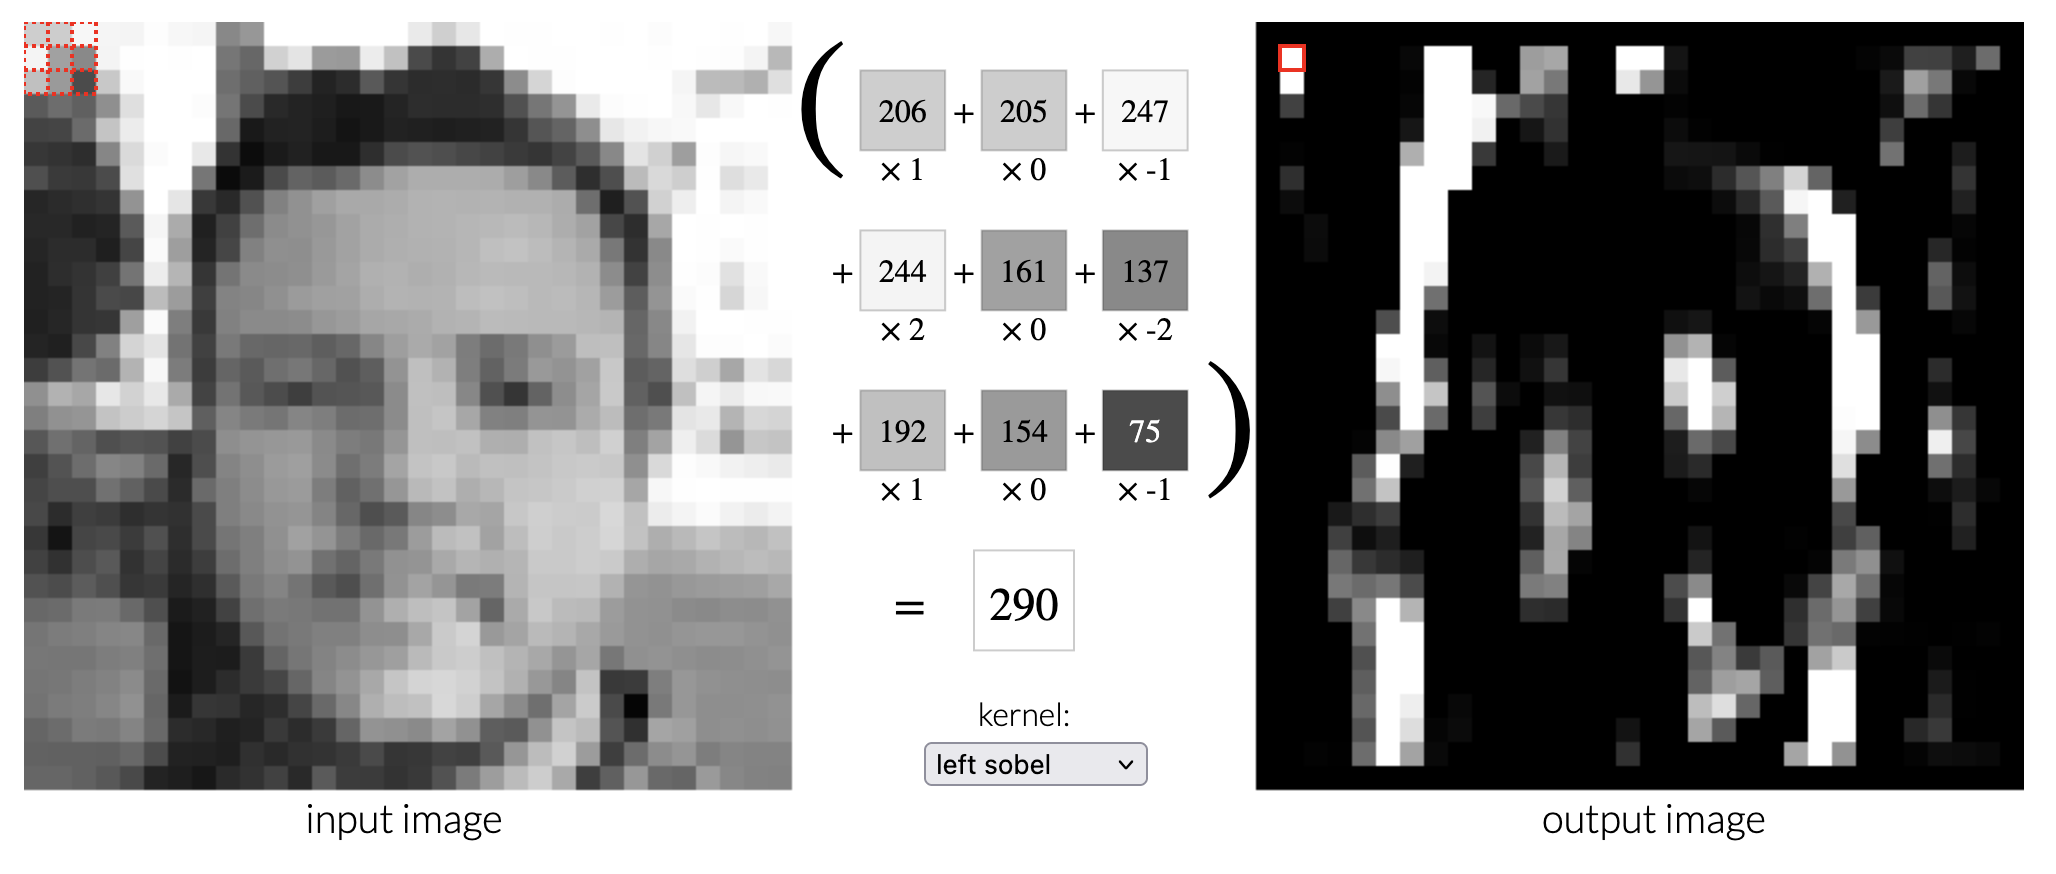 ( 206 + 205 + 247
× 1 × 0 × -1
+ 244 + 161 + 137
× 2 × 0 × -2
+ 192 + 154 + 75 )
× 1 × 0 × -1
= 290
kernel:
left sobel
input image
output image